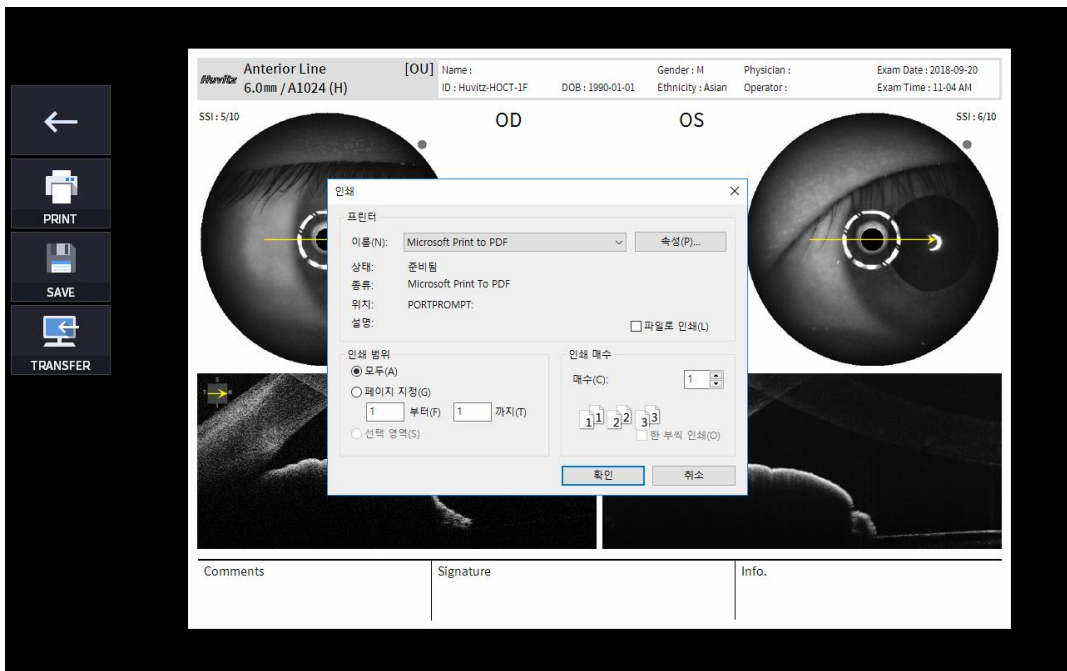 Huvitz
Anterior Line [OU]
6.0mm / A1024 (H)
Name :
ID : Huvitz-HOCT-1F DOB : 1990-01-01
Gender : M
Ethnicity : Asian
Physician :
Operator :
Exam Date : 2018-09-20
Exam Time : 11-04 AM
SSI : 5/10
OD
OS
SSI : 6/10
PRINT
SAVE
TRANSFER
인쇄
프린터
이름(N): Microsoft Print to PDF 속성(P)...
상태: 준비됨
종류: Microsoft Print To PDF
위치: PORTPROMPT:
설명:
파일로 인쇄(L)
인쇄 범위
모두(A)
페이지 지정(G)
1 부터(F) 1 까지(T)
선택 영역(S)
인쇄 매수
매수(C): 1
1 1 2 2 3 3
한 부씩 인쇄(O)
확인 취소
Comments
Signature
Info.